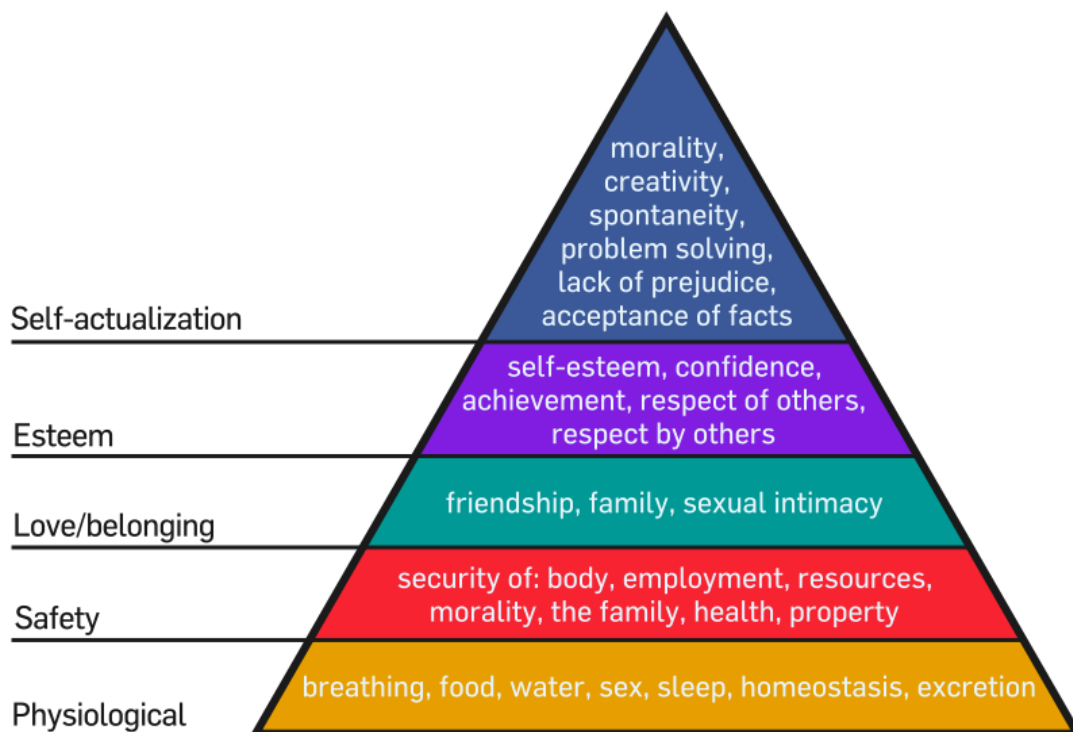 morality,
creativity,
spontaneity,
problem solving,
lack of prejudice,
acceptance of facts
Self-actualization
self-esteem, confidence,
achievement, respect of others,
respect by others
Esteem
friendship, family, sexual intimacy
Love/belonging
security of: body, employment, resources,
morality, the family, health, property
Safety
breathing, food, water, sex, sleep, homeostasis, excretion
Physiological